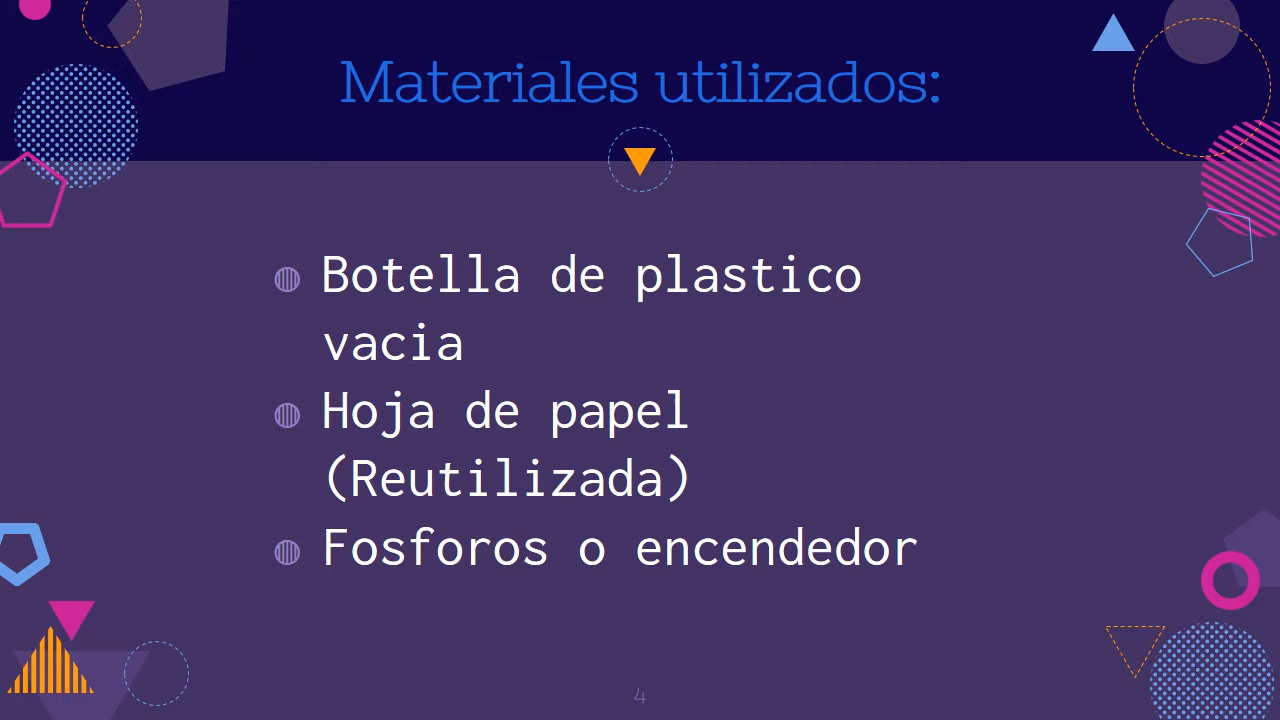 Materiales utilizados:
Botella de plastico
vacia
Hoja de papel
(Reutilizada)
Fosforos o encendedor
4